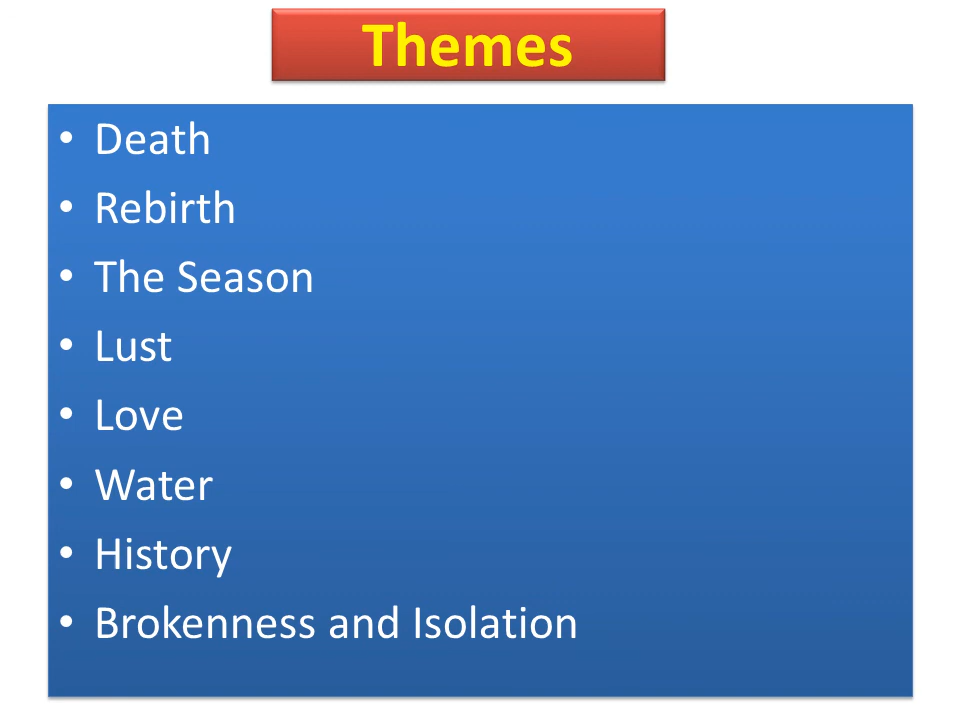 Themes
• Death
• Rebirth
• The Season
• Lust
• Love
• Water
• History
• Brokenness and Isolation